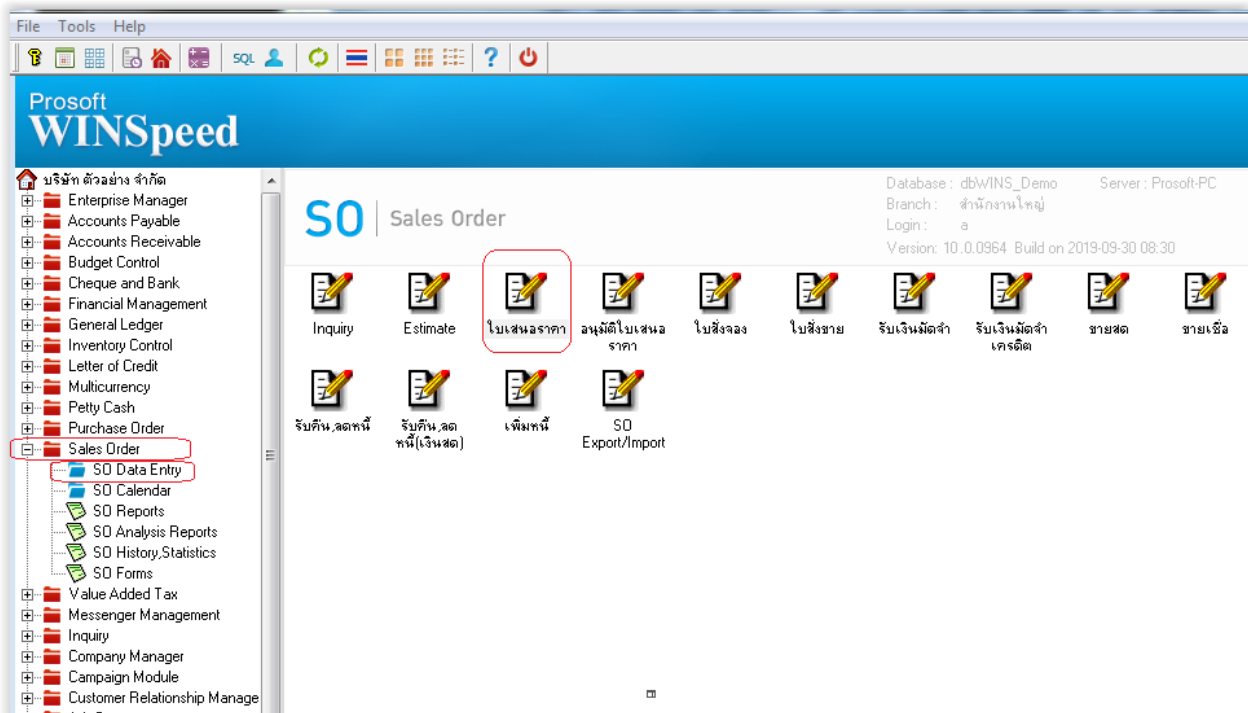 File Tools Help
SQL
?
Prosoft
WINSpeed
บริษัท ตัวอย่าง จำกัด
Enterprise Manager
Accounts Payable
Accounts Receivable
Budget Control
Cheque and Bank
Financial Management
General Ledger
Inventory Control
Letter of Credit
Multicurrency
Petty Cash
Purchase Order
Sales Order
SO Data Entry
SO Calendar
SO Reports
SO Analysis Reports
SO History,Statistics
SO Forms
Value Added Tax
Messenger Management
Inquiry
Company Manager
Campaign Module
Customer Relationship Manage
SO Sales Order
Database : dbWINS_Demo Server : Prosoft-PC
Branch : สำนักงานใหญ่
Login : a
Version: 10.0.0964 Build on 2019-09-30 08:30
Inquiry
Estimate
ใบเสนอราคา
อนุมัติใบเสนอ
ราคา
ใบสั่งจอง
ใบสั่งขาย
รับเงินมัดจำ
รับเงินมัดจำ
เครดิต
ขายสด
ขายเชื่อ
รับคืน,ลดหนี้
รับคืน,ลด
หนี้(เงินสด)
เพิ่มหนี้
SO
Export/Import